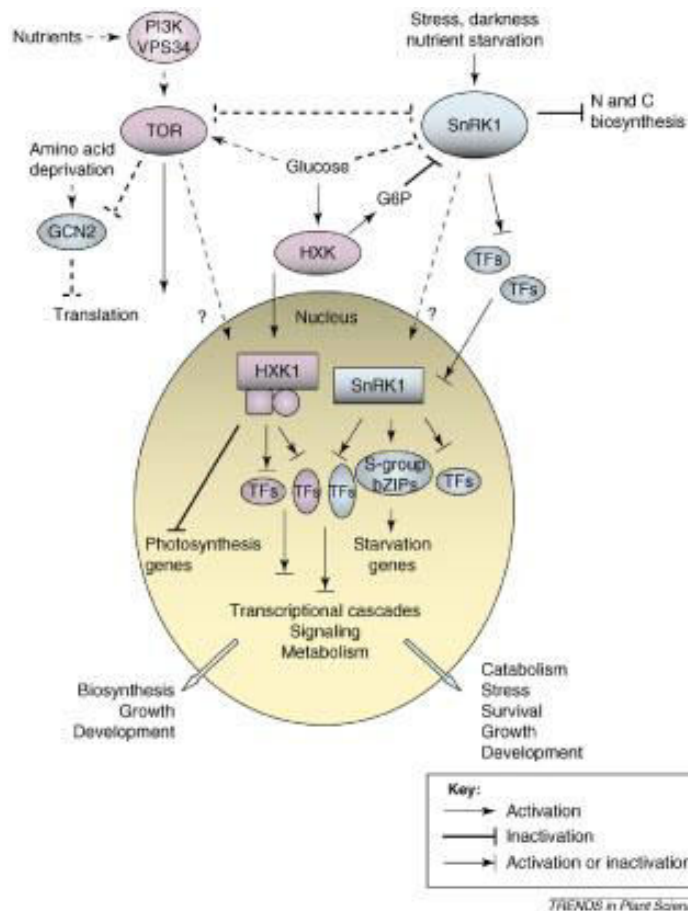 Nutrients
PI3K
VPS34
Stress, darkness
nutrient starvation
TOR
SnRK1
N and C
biosynthesis
Amino acid
deprivation
Glucose
G6P
GCN2
HXK
TFs
TFs
Translation
?
Nucleus
?
HXK1
SnRK1
TFs
TFs
TFs
S-group
bZIPs
TFs
Photosynthesis
genes
Starvation
genes
Transcriptional cascades
Signaling
Metabolism
Biosynthesis
Growth
Development
Catabolism
Stress
Survival
Growth
Development
Key:
Activation
Inactivation
Activation or inactivation
TRENDS in Plant Scienc